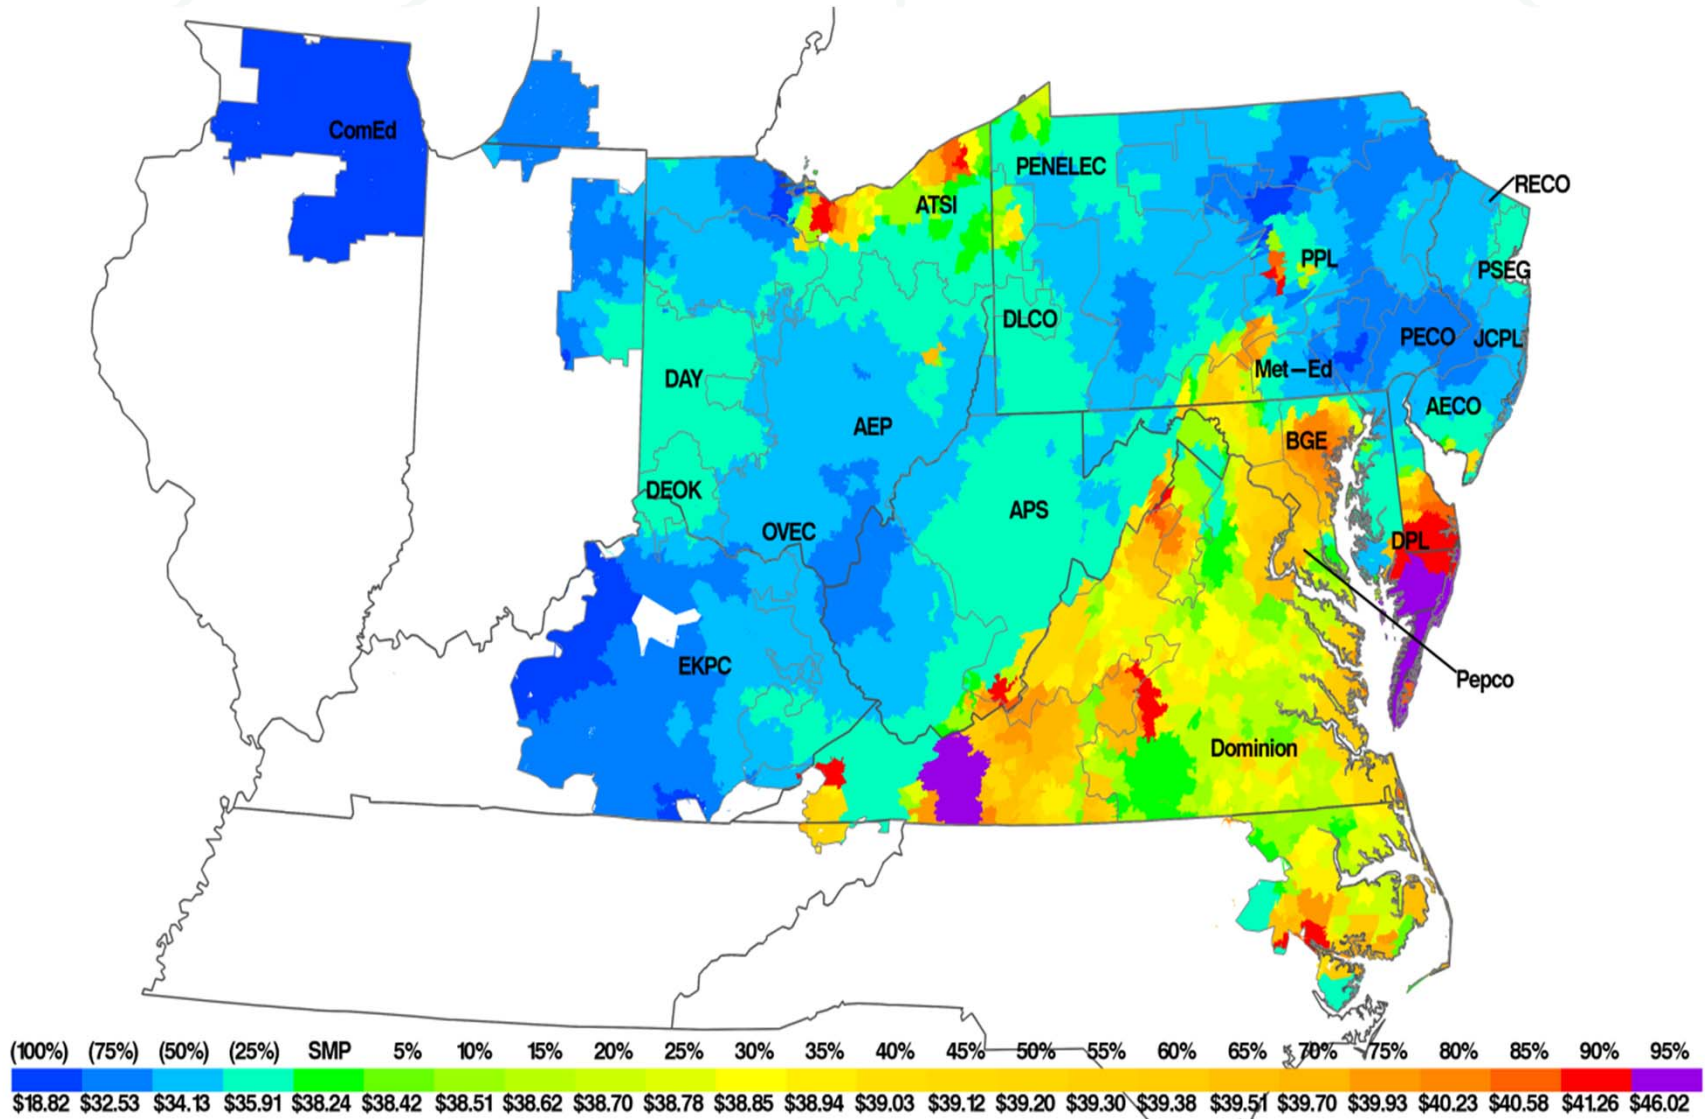 ComEd
PENELEC
RECO
ATSI
PPL
PSEG
DLCO
PECO
JCPL
Met-Ed
DAY
AECO
AEP
BGE
DEOK
APS
OVEC
DPL
EKPC
Pepco
Dominion
(100%) (75%) (50%) (25%) SMP 5% 10% 15% 20% 25% 30% 35% 40% 45% 50% 55% 60% 65% 70% 75% 80% 85% 90% 95%
$18.82 $32.53 $34.13 $35.91 $38.24 $38.42 $38.51 $38.62 $38.70 $38.78 $38.85 $38.94 $39.03 $39.12 $39.20 $39.30 $39.38 $39.51 $39.70 $39.93 $40.23 $40.58 $41.26 $46.02